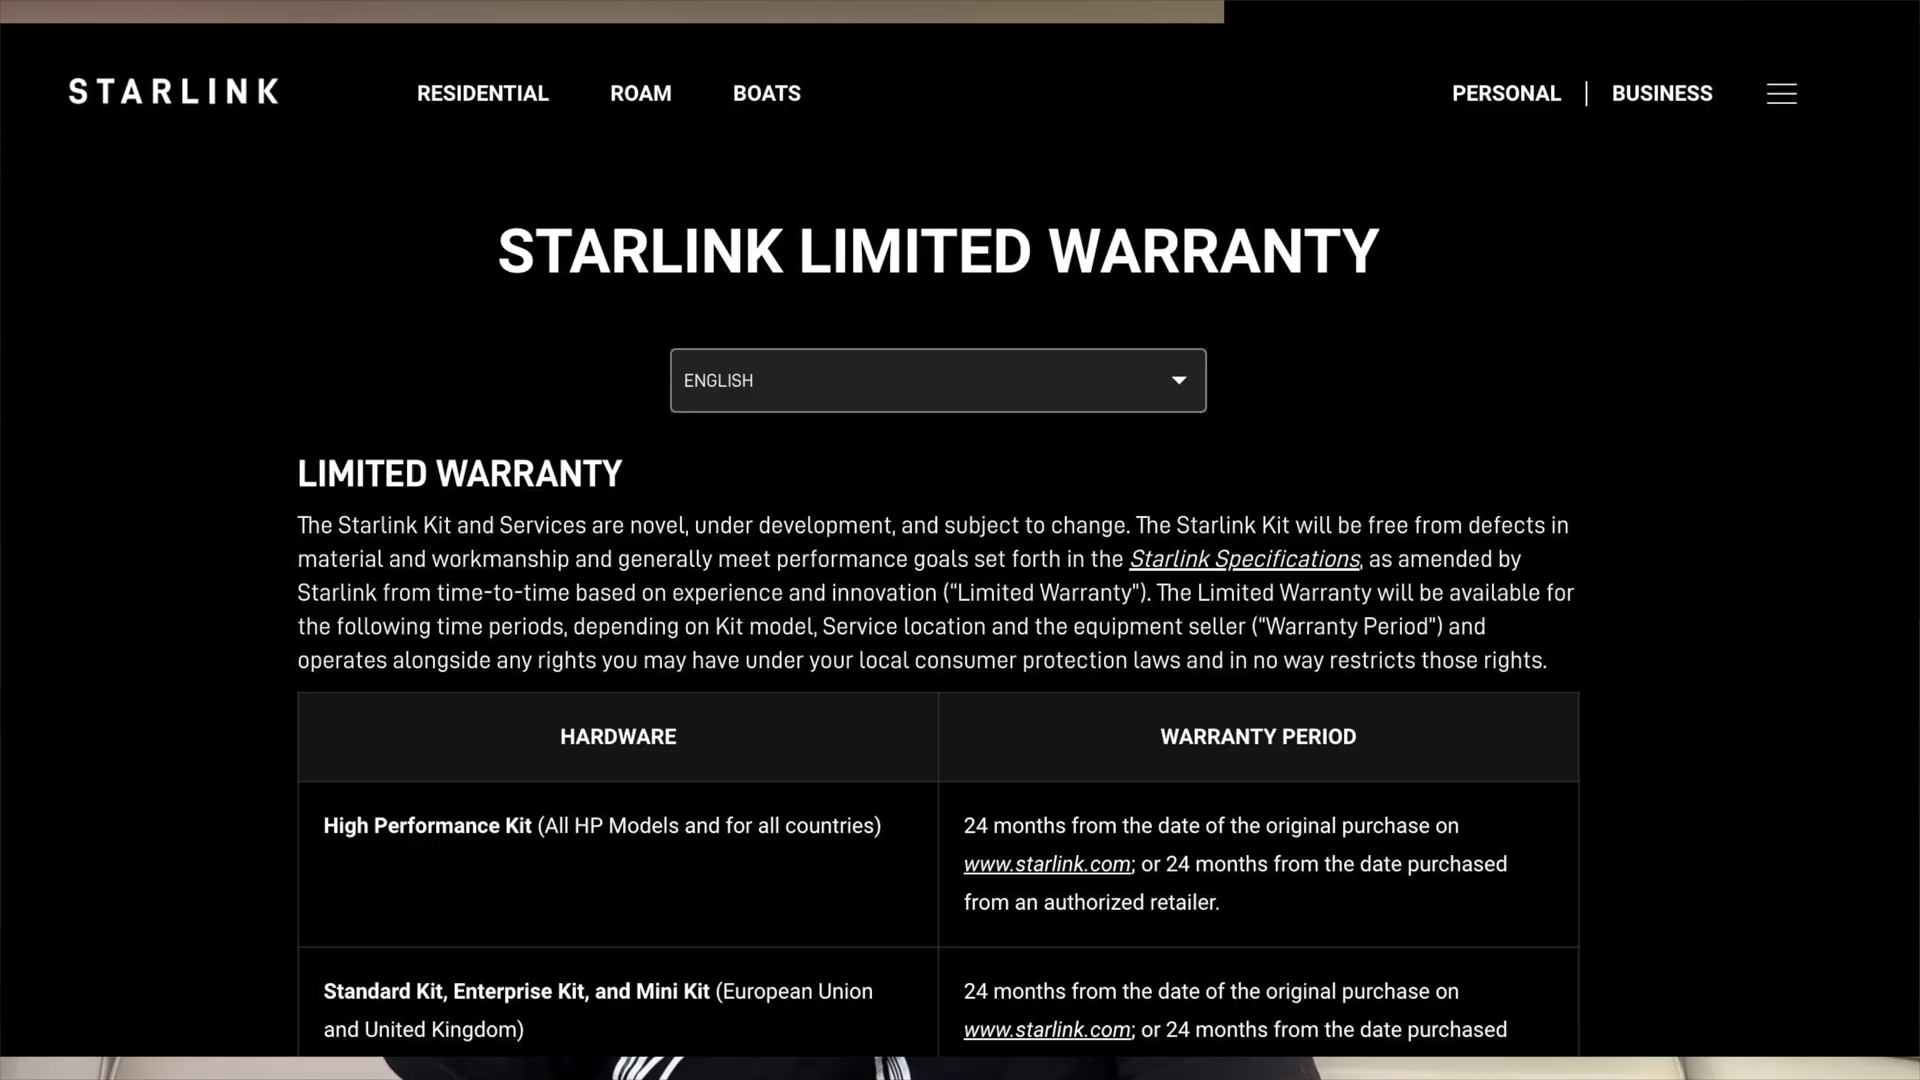 STARLINK
RESIDENTIAL
ROAM
BOATS
PERSONAL | BUSINESS
STARLINK LIMITED WARRANTY
ENGLISH
LIMITED WARRANTY
The Starlink Kit and Services are novel, under development, and subject to change. The Starlink Kit will be free from defects in
material and workmanship and generally meet performance goals set forth in the Starlink Specifications, as amended by
Starlink from time-to-time based on experience and innovation (“Limited Warranty”). The Limited Warranty will be available for
the following time periods, depending on Kit model, Service location and the equipment seller (“Warranty Period”) and
operates alongside any rights you may have under your local consumer protection laws and in no way restricts those rights.
HARDWARE
WARRANTY PERIOD
High Performance Kit (All HP Models and for all countries)
24 months from the date of the original purchase on
www.starlink.com; or 24 months from the date purchased
from an authorized retailer.
Standard Kit, Enterprise Kit, and Mini Kit (European Union
and United Kingdom)
24 months from the date of the original purchase on
www.starlink.com; or 24 months from the date purchased